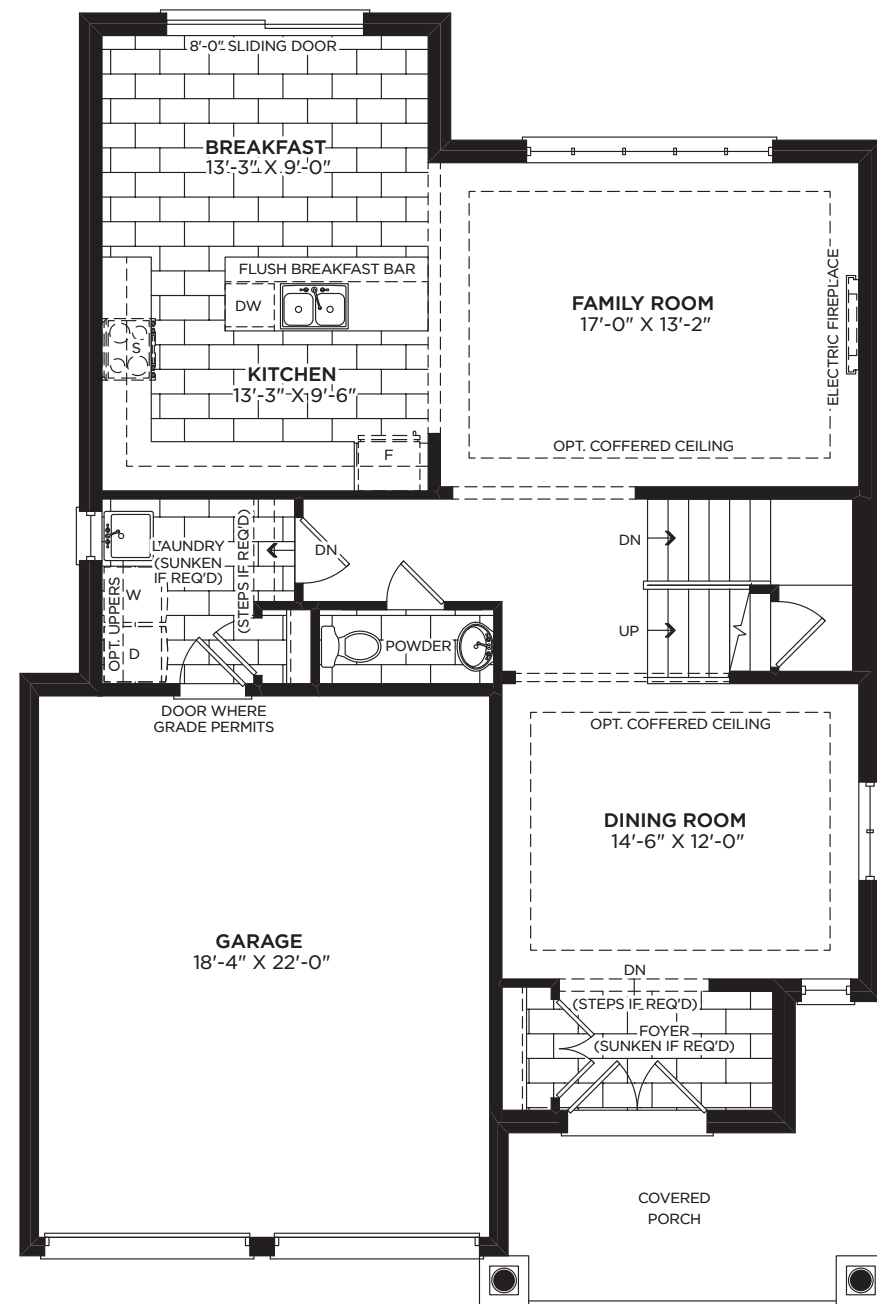 8'-0" SLIDING DOOR
BREAKFAST
13'-3" X 9'-0"
FLUSH BREAKFAST BAR
DW
S
KITCHEN
13'-3" X 9'-6"
F
FAMILY ROOM
17'-0" X 13'-2"
ELECTRIC FIREPLACE
OPT. COFFERED CEILING
LAUNDRY
(SUNKEN
IF REQ'D)
(STEPS IF REQ'D)
DN
OPT. UPPERS
W
D
POWDER
DN
UP
DOOR WHERE
GRADE PERMITS
OPT. COFFERED CEILING
DINING ROOM
14'-6" X 12'-0"
GARAGE
18'-4" X 22'-0"
DN
(STEPS IF REQ'D)
FOYER
(SUNKEN IF REQ'D)
COVERED
PORCH